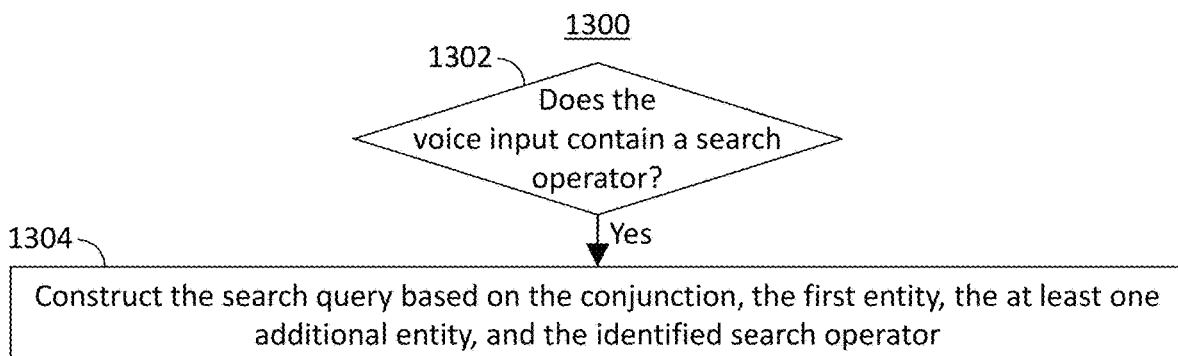 1300
1302
Does the
voice input contain a search
operator?
Yes
1304
Construct the search query based on the conjunction, the first entity, the at least one
additional entity, and the identified search operator